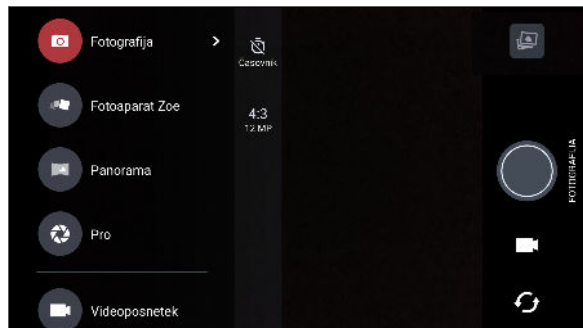 Fotografija
Časovnik
Fotoaparat Zoe
4:3
12 MP
Panorama
Pro
Videoposnetek
FOTOGRAFIJA